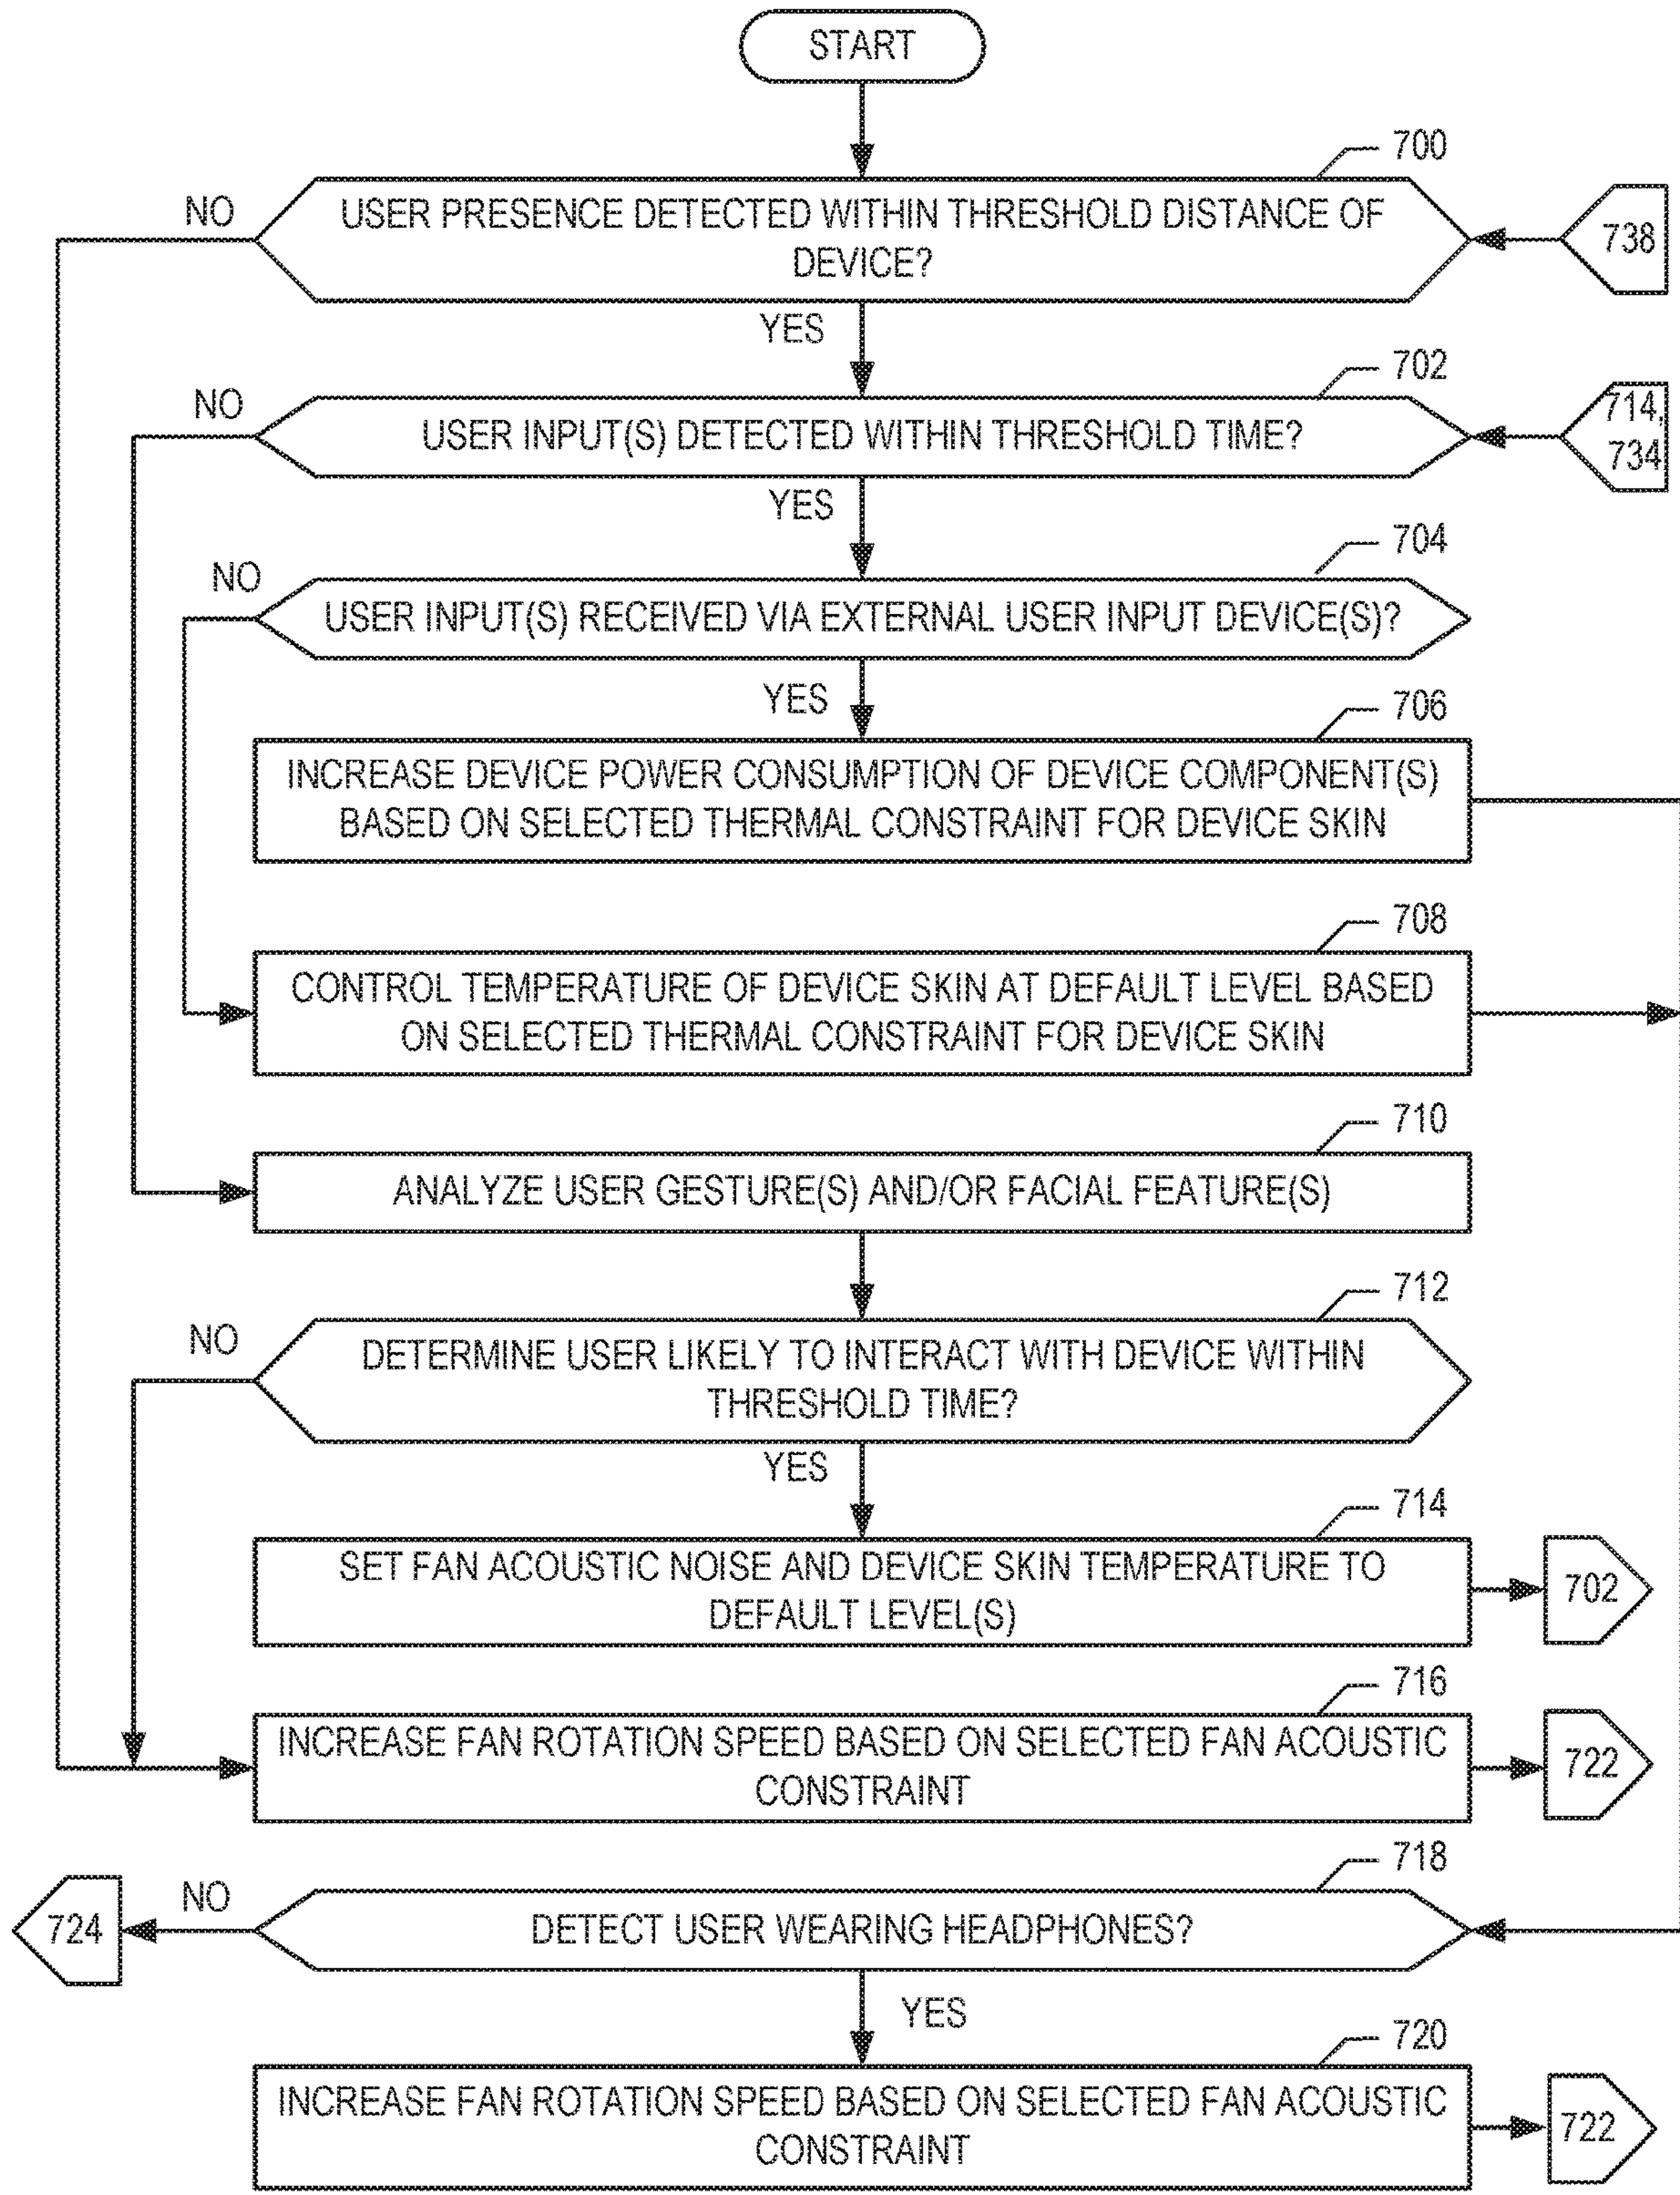 START
700
NO
USER PRESENCE DETECTED WITHIN THRESHOLD DISTANCE OF
DEVICE?
738
YES
702
NO
USER INPUT(S) DETECTED WITHIN THRESHOLD TIME?
714,
734
YES
704
NO
USER INPUT(S) RECEIVED VIA EXTERNAL USER INPUT DEVICE(S)?
YES
706
INCREASE DEVICE POWER CONSUMPTION OF DEVICE COMPONENT(S)
BASED ON SELECTED THERMAL CONSTRAINT FOR DEVICE SKIN
708
CONTROL TEMPERATURE OF DEVICE SKIN AT DEFAULT LEVEL BASED
ON SELECTED THERMAL CONSTRAINT FOR DEVICE SKIN
710
ANALYZE USER GESTURE(S) AND/OR FACIAL FEATURE(S)
712
NO
DETERMINE USER LIKELY TO INTERACT WITH DEVICE WITHIN
THRESHOLD TIME?
YES
714
SET FAN ACOUSTIC NOISE AND DEVICE SKIN TEMPERATURE TO
DEFAULT LEVEL(S)
702
716
INCREASE FAN ROTATION SPEED BASED ON SELECTED FAN ACOUSTIC
CONSTRAINT
722
718
724
NO
DETECT USER WEARING HEADPHONES?
YES
720
INCREASE FAN ROTATION SPEED BASED ON SELECTED FAN ACOUSTIC
CONSTRAINT
722